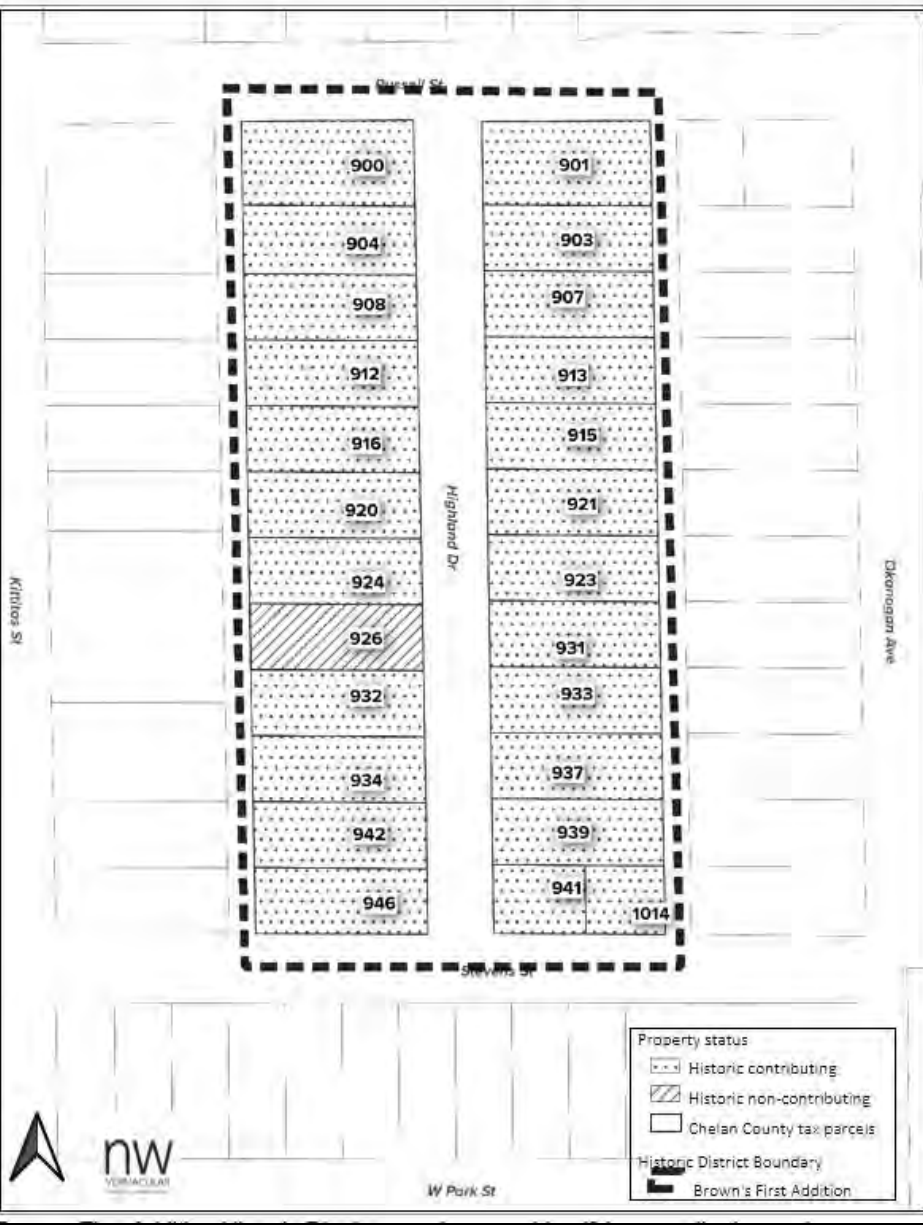 Russell St
900
901
904
903
908
907
912
913
916
915
920
921
Highland Dr
924
923
Kittitas St
Okanogan Ave
926
931
932
933
934
937
942
939
946
941
1014
Stevens St
Property status
Historic contributing
Historic non-contributing
Chelan County tax parcels
Historic District Boundary
Brown's First Addition
nw
VERNACULAR
W Park St